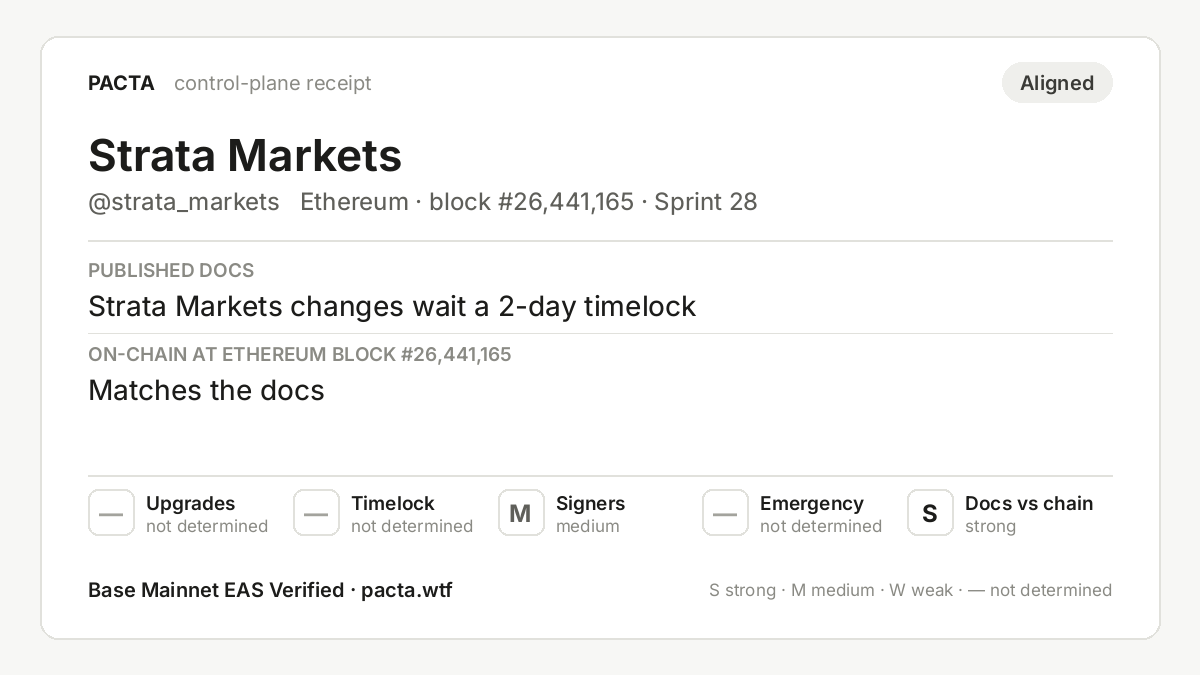 PACTA control-plane receipt Aligned
Strata Markets
@strata_markets Ethereum · block #26,441,165 · Sprint 28
PUBLISHED DOCS
Strata Markets changes wait a 2-day timelock
ON-CHAIN AT ETHEREUM BLOCK #26,441,165
Matches the docs
— Upgrades not determined
— Timelock not determined
M Signers medium
— Emergency not determined
S Docs vs chain strong
Base Mainnet EAS Verified · pacta.wtf
S strong · M medium · W weak · — not determined